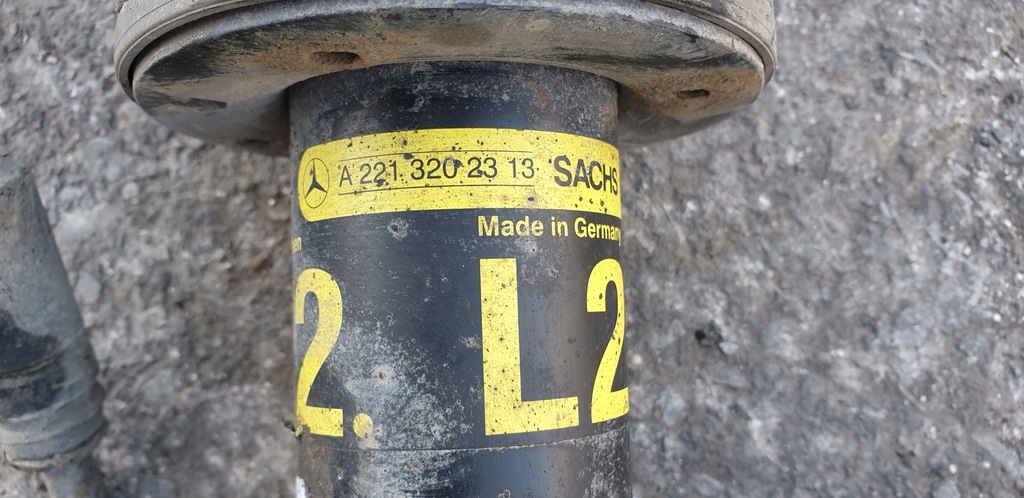 A 221 320 23 13 SACHS
Made in Germany
2. L2